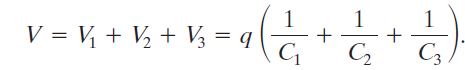 V = V₁ + V₂ + V₃ = q(1/C₁ + 1/C₂ + 1/C₃).